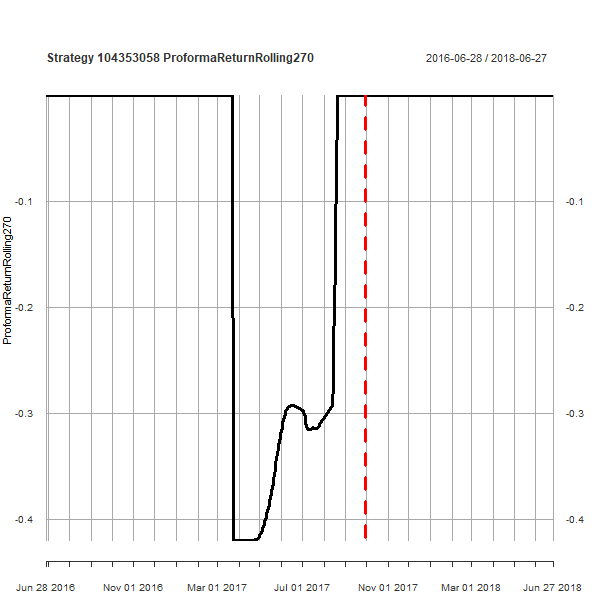 Strategy 104353058 ProformaReturnRolling270
2016-06-28 / 2018-06-27
ProformaReturnRolling270
-0.1
-0.1
-0.2
-0.2
-0.3
-0.3
-0.4
-0.4
Jun 28 2016
Nov 01 2016
Mar 01 2017
Jul 01 2017
Nov 01 2017
Mar 01 2018
Jun 27 2018